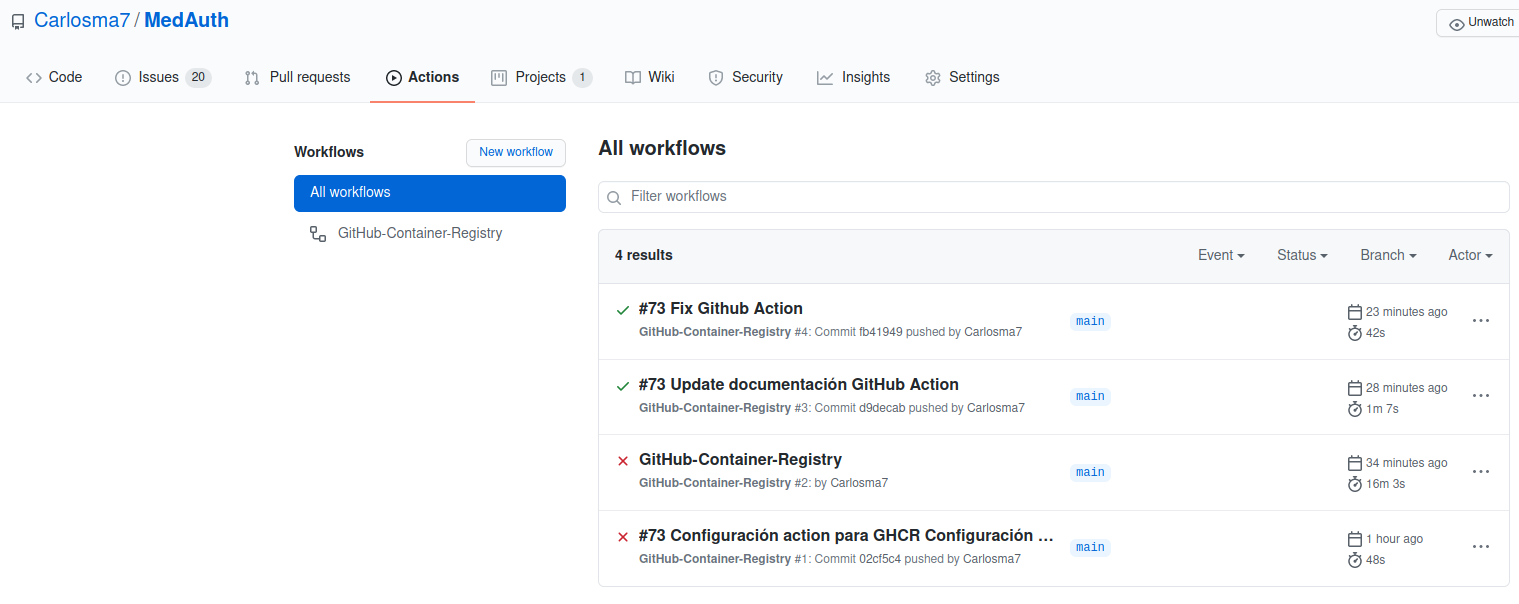 Carlosma7 / MedAuth
Unwatch
Code Issues 20 Pull requests Actions Projects 1 Wiki Security Insights Settings
Workflows
New workflow
All workflows
GitHub-Container-Registry
All workflows
Filter workflows
4 results Event Status Branch Actor
#73 Fix Github Action
GitHub-Container-Registry #4: Commit fb41949 pushed by Carlosma7
main
23 minutes ago
42s
#73 Update documentación GitHub Action
GitHub-Container-Registry #3: Commit d9decab pushed by Carlosma7
main
28 minutes ago
1m 7s
GitHub-Container-Registry
GitHub-Container-Registry #2: by Carlosma7
main
34 minutes ago
16m 3s
#73 Configuración action para GHCR Configuración ...
GitHub-Container-Registry #1: Commit 02cf5c4 pushed by Carlosma7
main
1 hour ago
48s